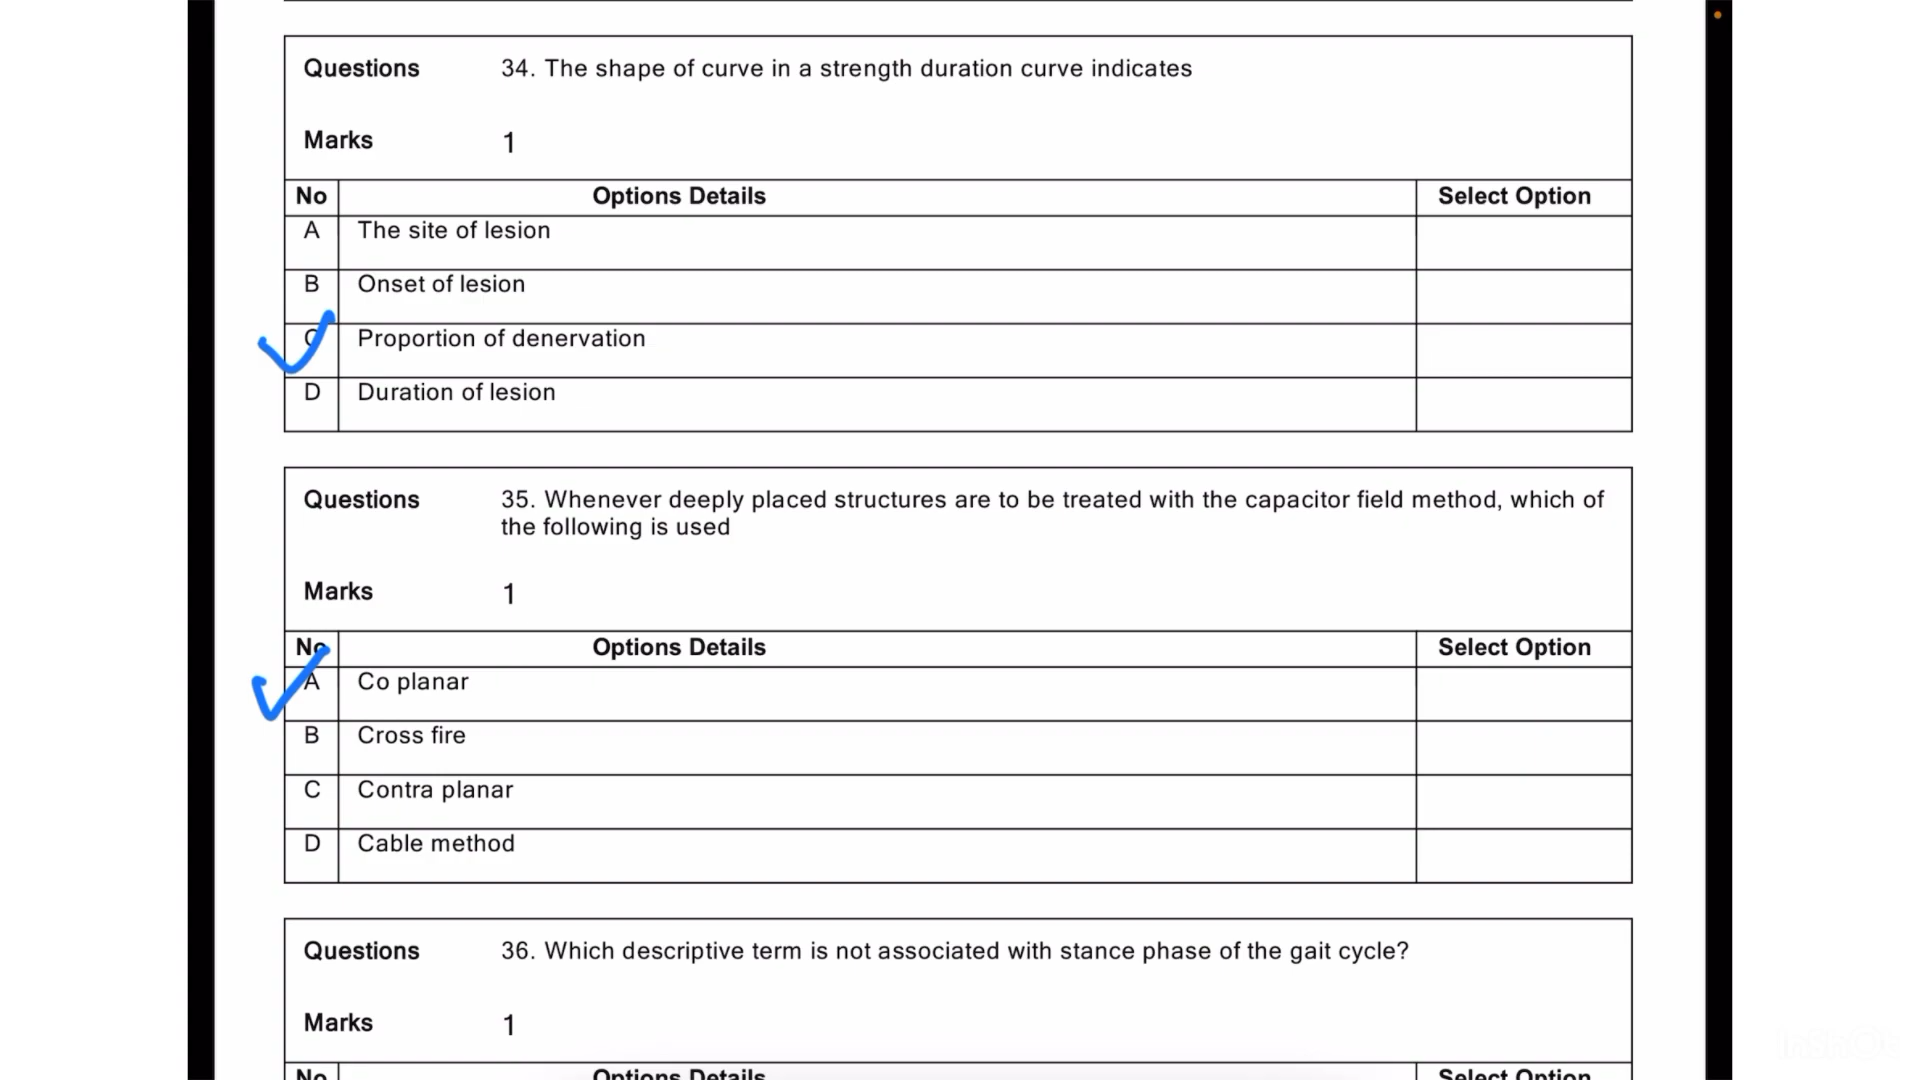 Questions 34. The shape of curve in a strength duration curve indicates
Marks 1
No Options Details Select Option
A The site of lesion
B Onset of lesion
C Proportion of denervation
D Duration of lesion
Questions 35. Whenever deeply placed structures are to be treated with the capacitor field method, which of
the following is used
Marks 1
No Options Details Select Option
A Co planar
B Cross fire
C Contra planar
D Cable method
Questions 36. Which descriptive term is not associated with stance phase of the gait cycle?
Marks 1
No Options Details Select Option